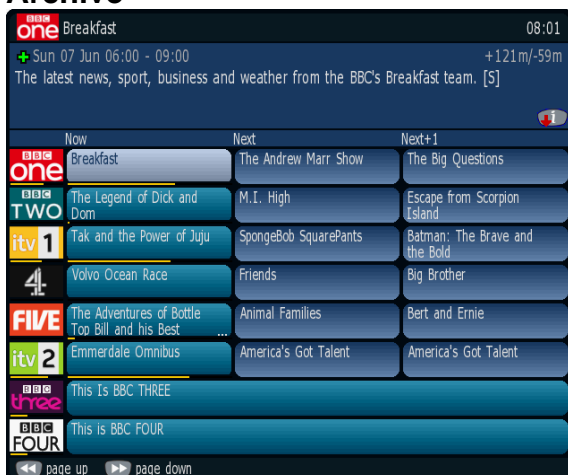 Archive
BBC one Breakfast 08:01
Sun 07 Jun 06:00 - 09:00 +121m/-59m
The latest news, sport, business and weather from the BBC's Breakfast team. [S]
i
Now Next Next+1
BBC one Breakfast The Andrew Marr Show The Big Questions
BBC TWO The Legend of Dick and Dom M.I. High Escape from Scorpion Island
itv 1 Tak and the Power of Juju SpongeBob SquarePants Batman: The Brave and the Bold
4 Volvo Ocean Race Friends Big Brother
FIVE The Adventures of Bottle Top Bill and his Best ... Animal Families Bert and Ernie
itv 2 Emmerdale Omnibus America's Got Talent America's Got Talent
BBC three This Is BBC THREE
BBC FOUR This is BBC FOUR
page up page down